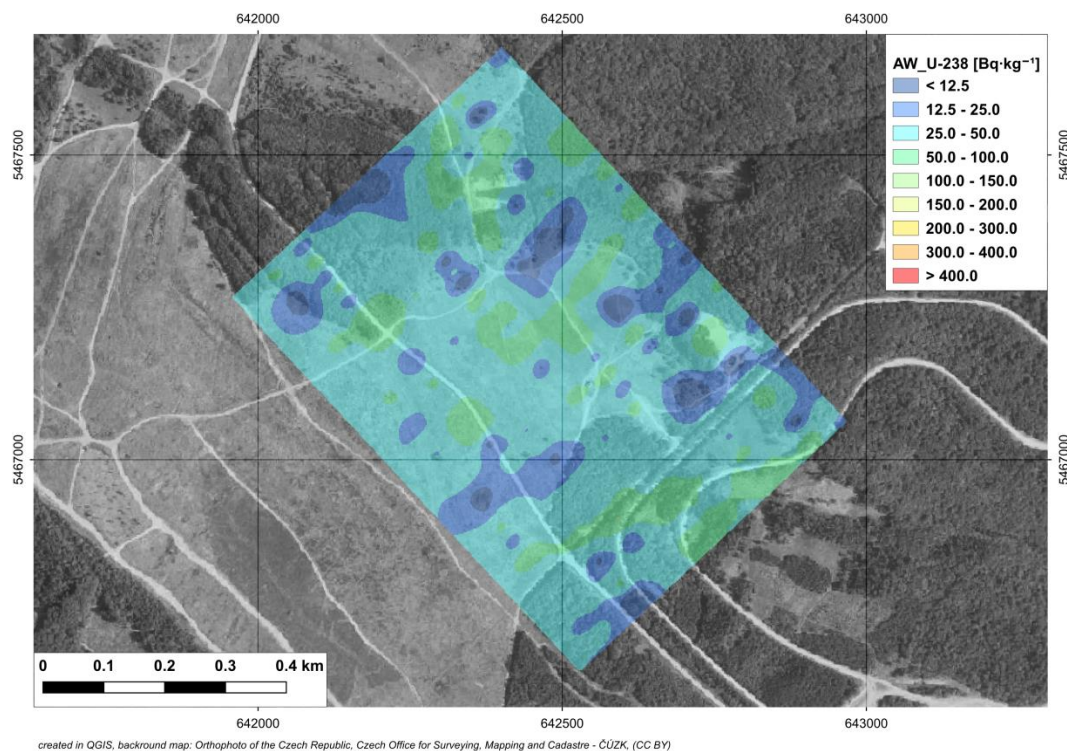 642000 642500 643000
AW_U-238 [Bq·kg⁻¹]
< 12.5
12.5 - 25.0
25.0 - 50.0
50.0 - 100.0
100.0 - 150.0
150.0 - 200.0
200.0 - 300.0
300.0 - 400.0
> 400.0
5467500 5467500
5467000 5467000
0 0.1 0.2 0.3 0.4 km
642000 642500 643000
created in QGIS, backround map: Orthophoto of the Czech Republic, Czech Office for Surveying, Mapping and Cadastre - ČÚZK, (CC BY)